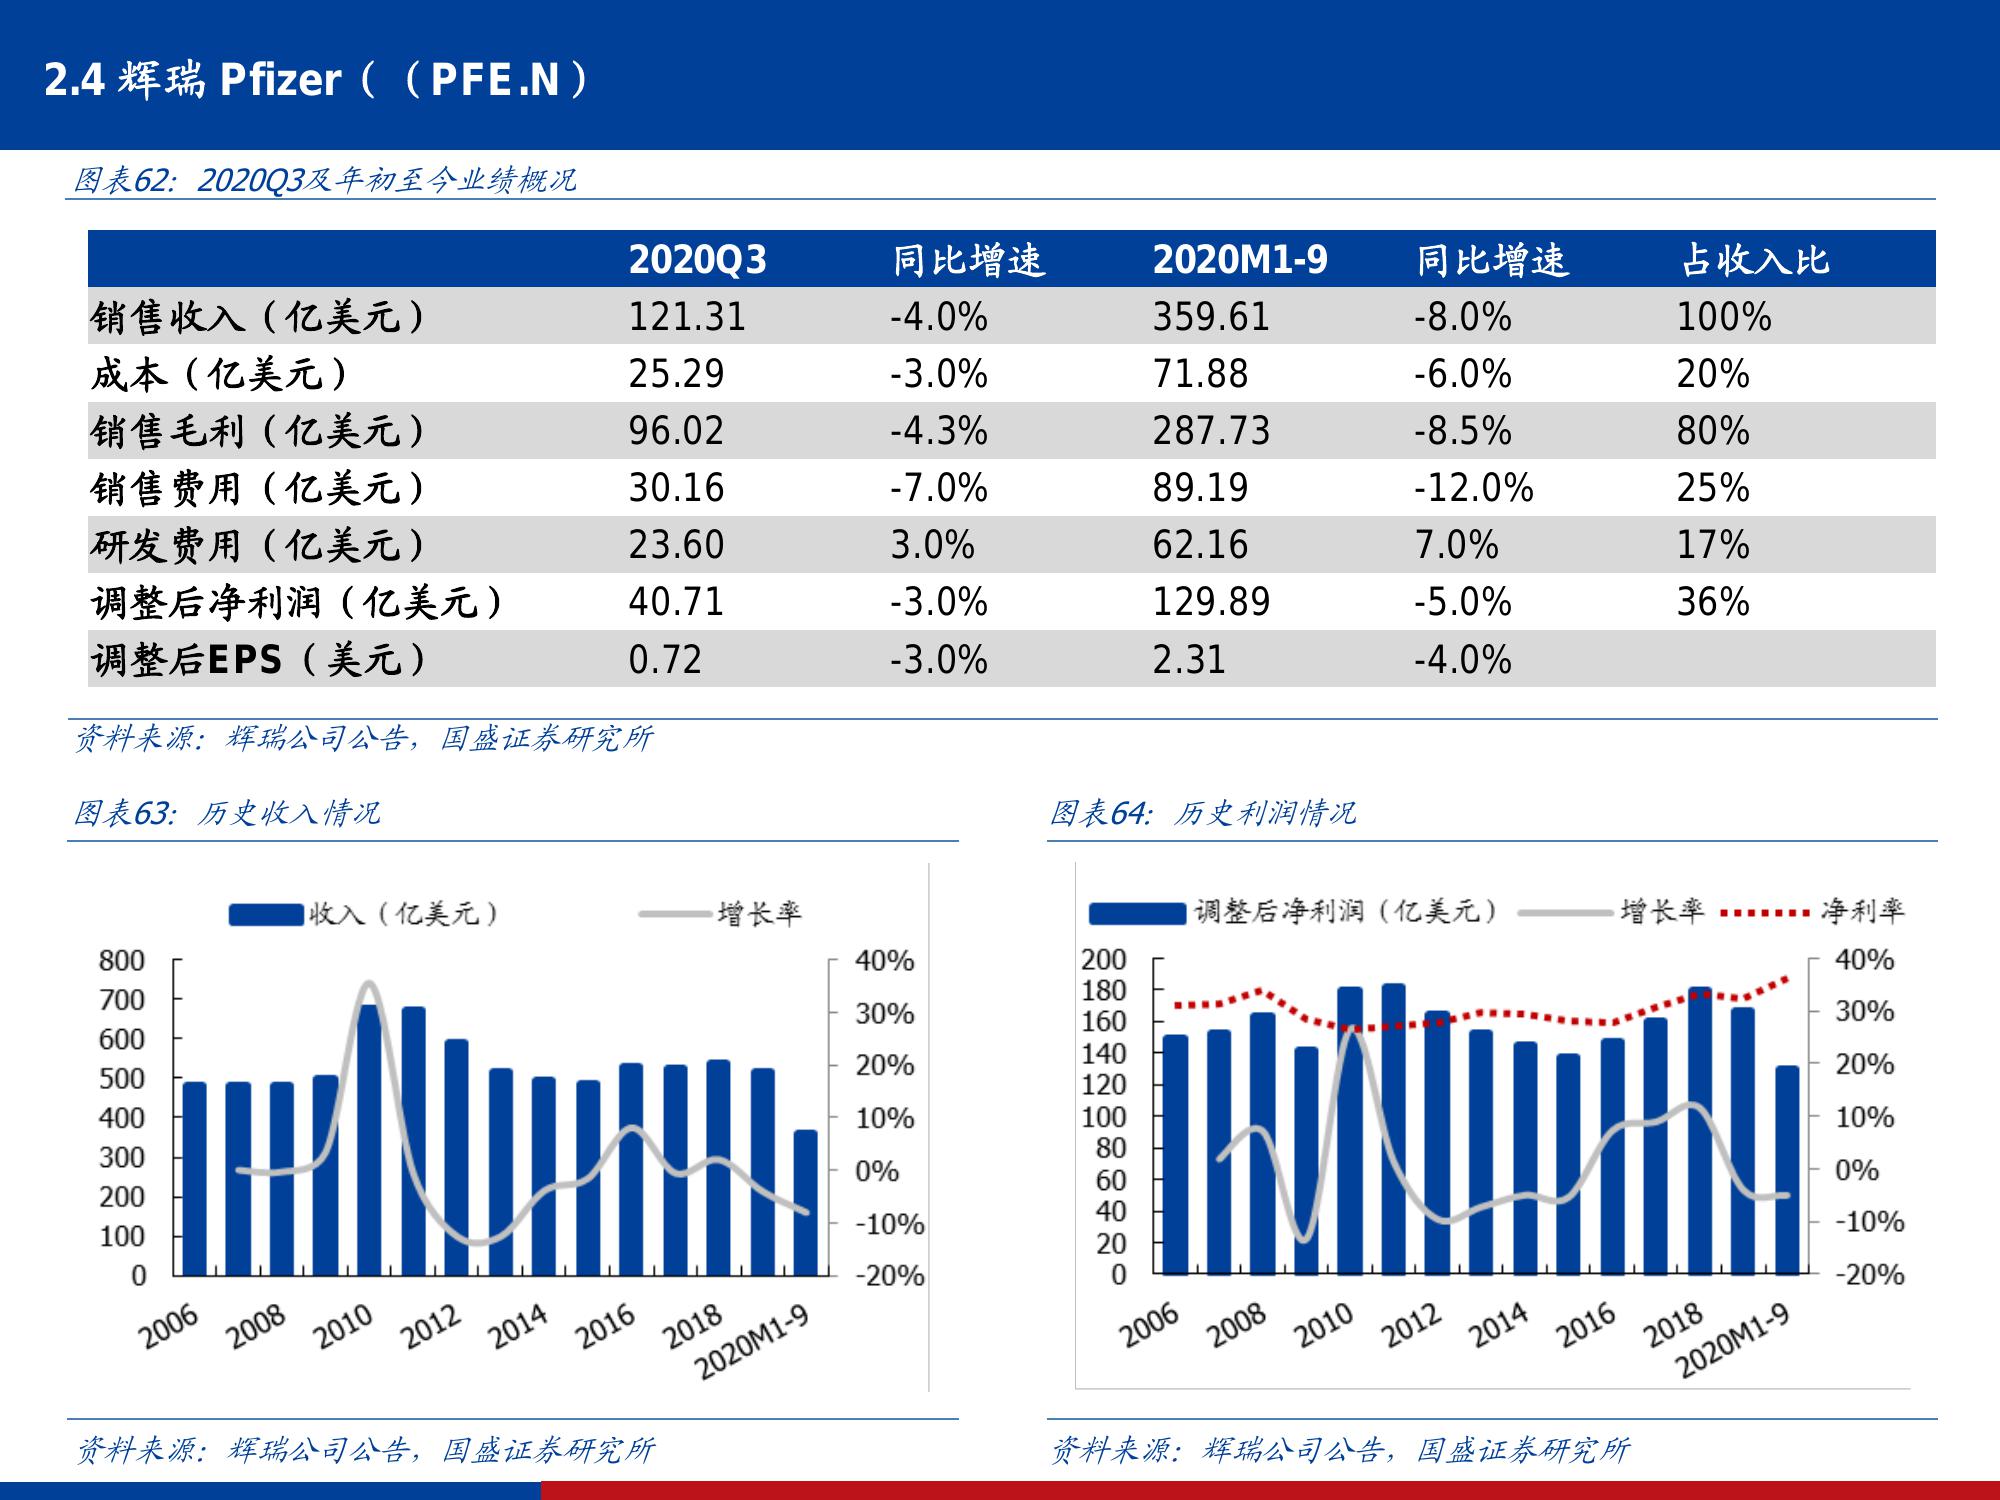 2.4 辉瑞 Pfizer（（PFE.N）
图表62：2020Q3及年初至今业绩概况
2020Q3 同比增速 2020M1-9 同比增速 占收入比
销售收入（亿美元） 121.31 -4.0% 359.61 -8.0% 100%
成本（亿美元） 25.29 -3.0% 71.88 -6.0% 20%
销售毛利（亿美元） 96.02 -4.3% 287.73 -8.5% 80%
销售费用（亿美元） 30.16 -7.0% 89.19 -12.0% 25%
研发费用（亿美元） 23.60 3.0% 62.16 7.0% 17%
调整后净利润（亿美元） 40.71 -3.0% 129.89 -5.0% 36%
调整后EPS（美元） 0.72 -3.0% 2.31 -4.0%
资料来源：辉瑞公司公告，国盛证券研究所
图表63：历史收入情况
收入（亿美元） 增长率
800 40%
700 30%
600 20%
500 10%
400 0%
300 -10%
200 -20%
100
0
2006 2008 2010 2012 2014 2016 2018 2020M1-9
资料来源：辉瑞公司公告，国盛证券研究所
图表64：历史利润情况
调整后净利润（亿美元） 增长率 净利率
200 40%
180 30%
160 20%
140 10%
120 0%
100 -10%
80 -20%
60
40
20
0
2006 2008 2010 2012 2014 2016 2018 2020M1-9
资料来源：辉瑞公司公告，国盛证券研究所